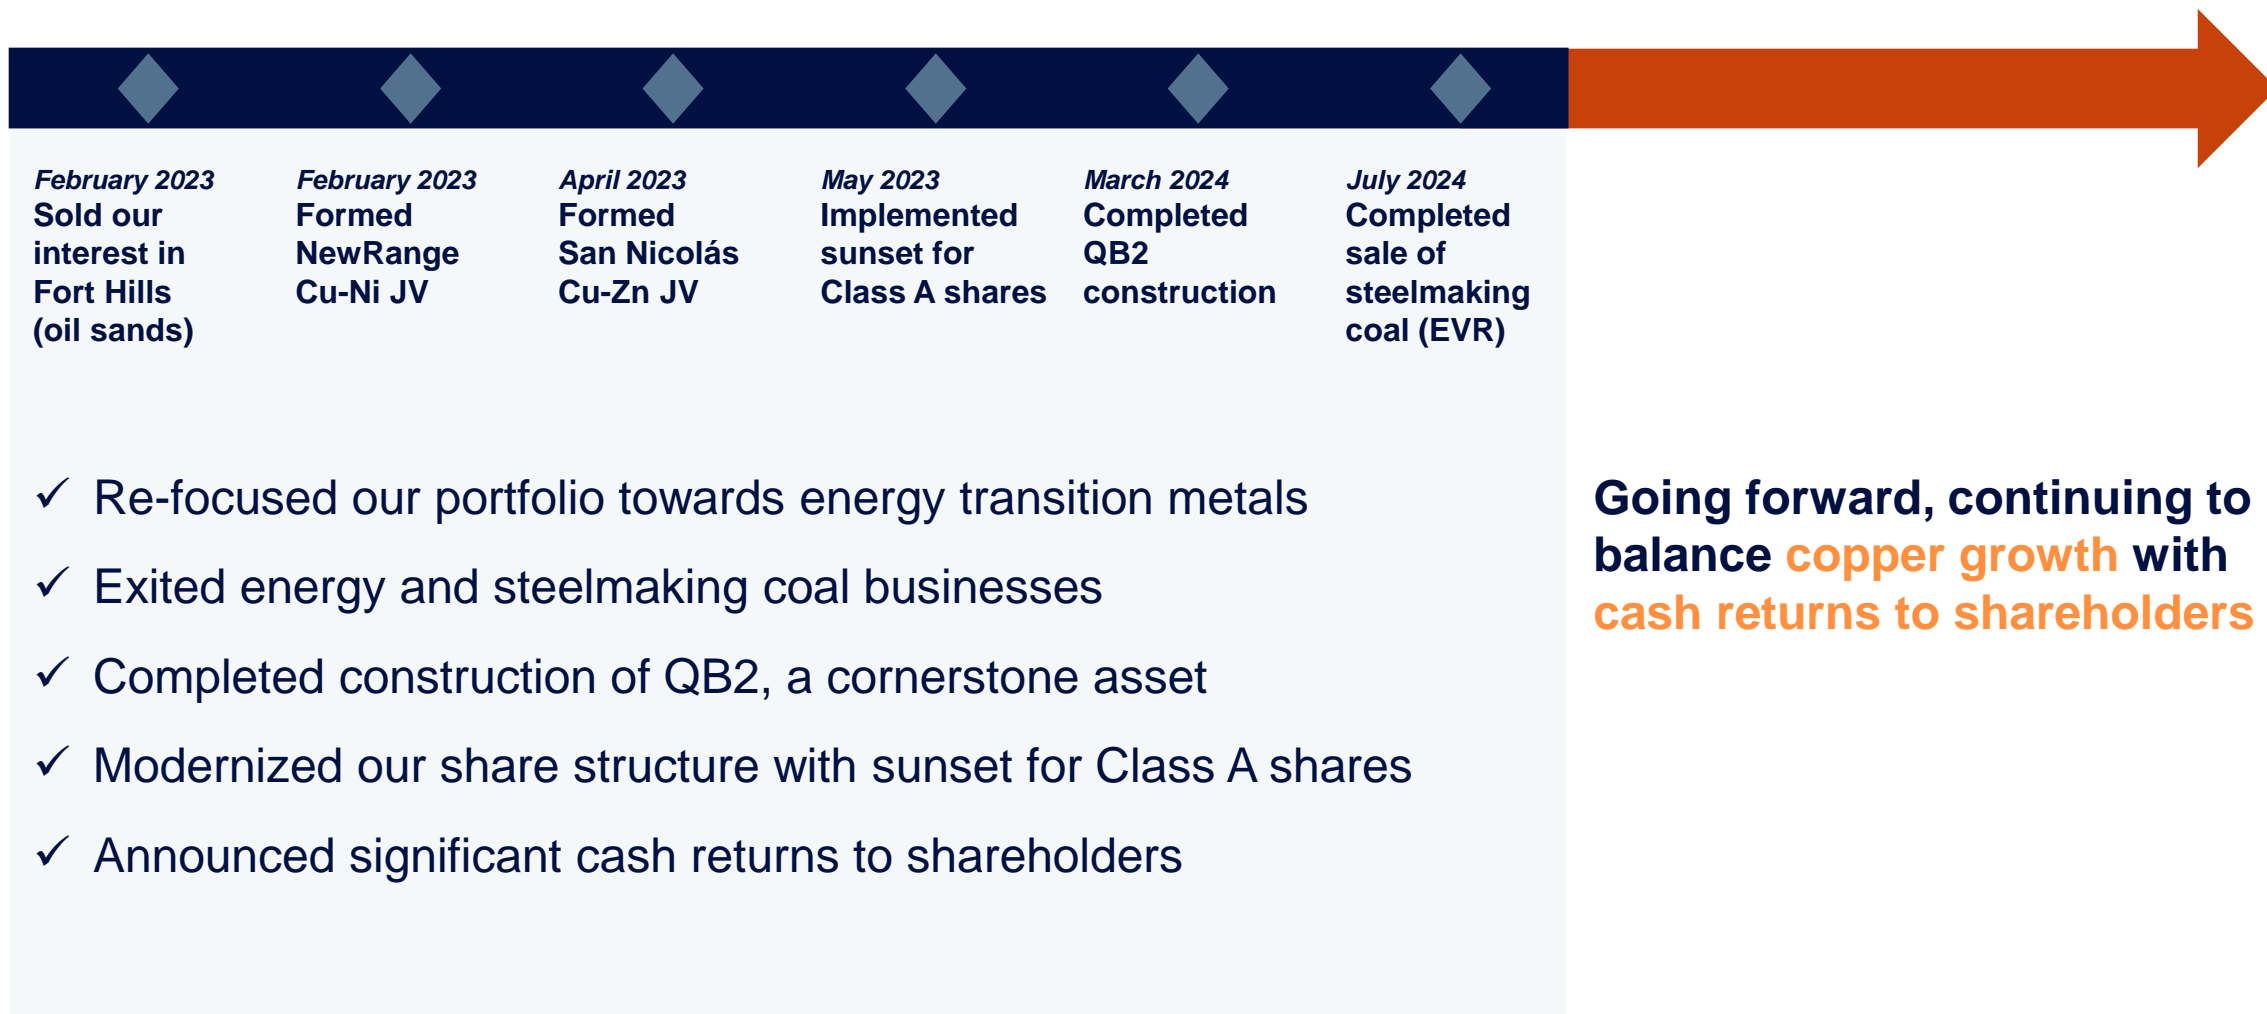 February 2023
Sold our
interest in
Fort Hills
(oil sands)
February 2023
Formed
NewRange
Cu-Ni JV
April 2023
Formed
San Nicolás
Cu-Zn JV
May 2023
Implemented
sunset for
Class A shares
March 2024
Completed
QB2
construction
July 2024
Completed
sale of
steelmaking
coal (EVR)
✓ Re-focused our portfolio towards energy transition metals
✓ Exited energy and steelmaking coal businesses
✓ Completed construction of QB2, a cornerstone asset
✓ Modernized our share structure with sunset for Class A shares
✓ Announced significant cash returns to shareholders
Going forward, continuing to
balance copper growth with
cash returns to shareholders